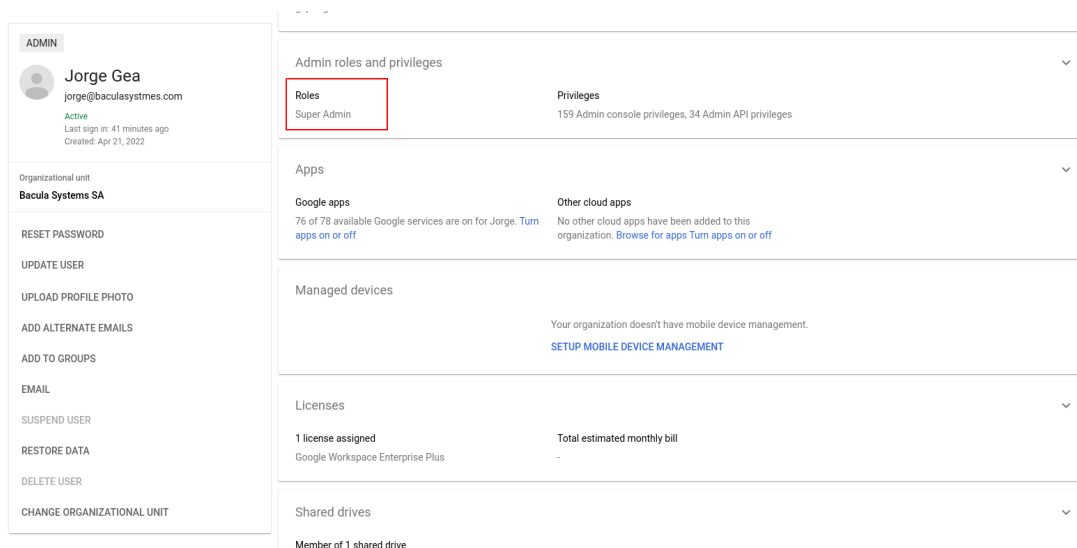 ADMIN
Jorge Gea
jorge@baculasystmes.com
Active
Last sign in: 41 minutes ago
Created: Apr 21, 2022
Organizational unit
Bacula Systems SA
RESET PASSWORD
UPDATE USER
UPLOAD PROFILE PHOTO
ADD ALTERNATE EMAILS
ADD TO GROUPS
EMAIL
SUSPEND USER
RESTORE DATA
DELETE USER
CHANGE ORGANIZATIONAL UNIT
Admin roles and privileges
Roles
Super Admin
Privileges
159 Admin console privileges, 34 Admin API privileges
Apps
Google apps
76 of 78 available Google services are on for Jorge. Turn
apps on or off
Other cloud apps
No other cloud apps have been added to this
organization. Browse for apps Turn apps on or off
Managed devices
Your organization doesn't have mobile device management.
SETUP MOBILE DEVICE MANAGEMENT
Licenses
1 license assigned
Google Workspace Enterprise Plus
Total estimated monthly bill
-
Shared drives
Member of 1 shared drive